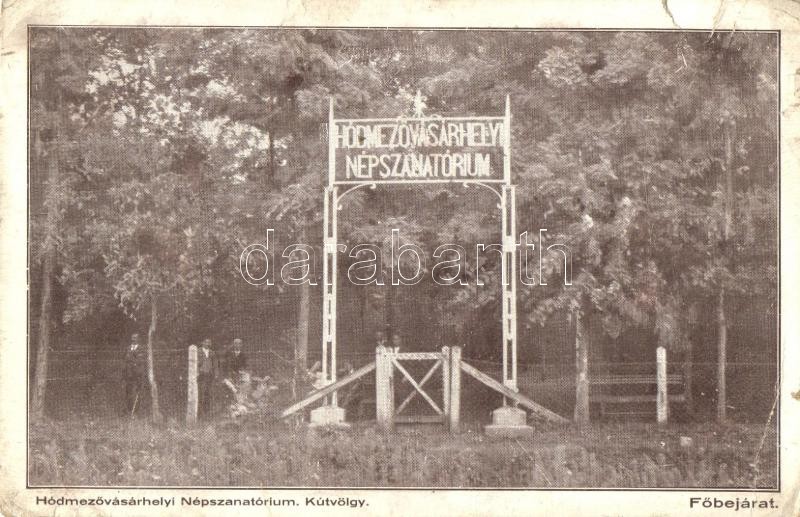 HÓDMEZŐVÁSÁRHELYI
NÉPSZANATÓRIUM
darabanth
Hódmezővásárhelyi Népszanatórium. Kútvölgy.
Főbejárat.